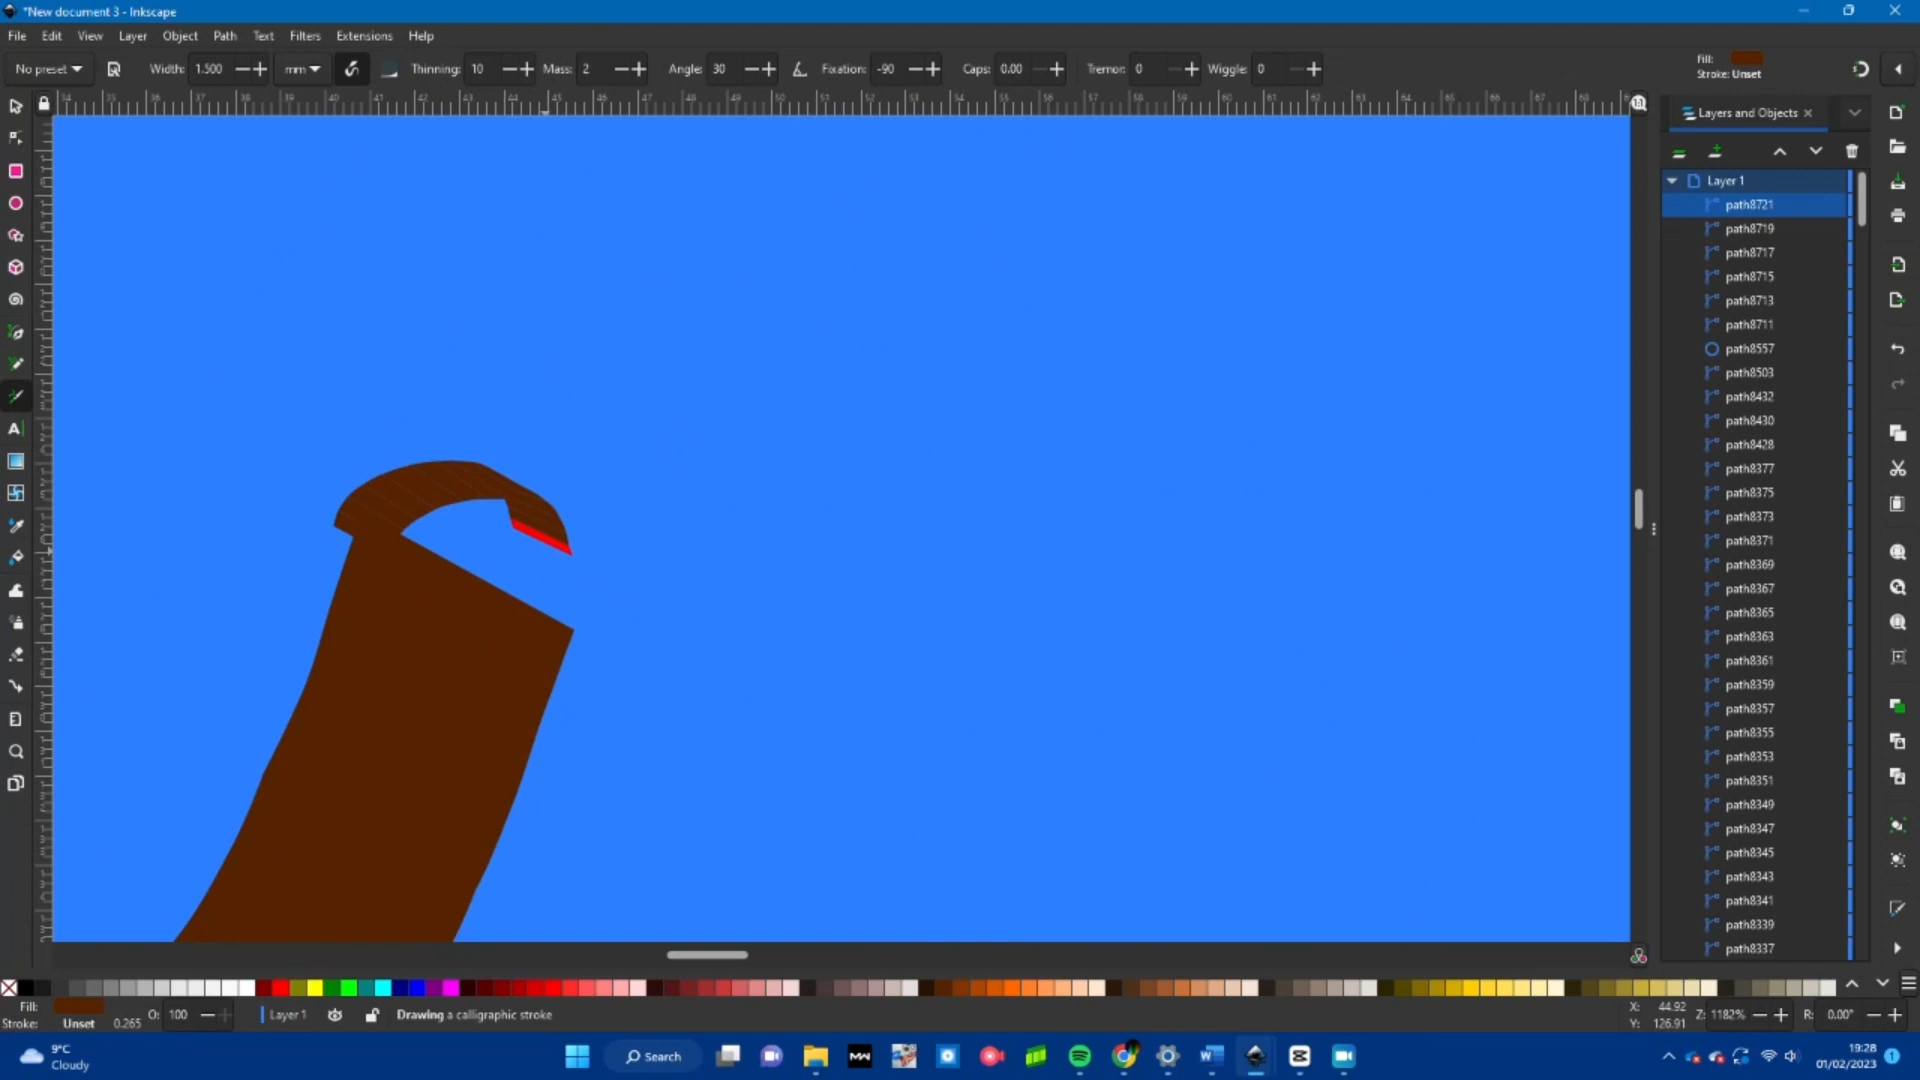 *New document 3 - Inkscape
File Edit View Layer Object Path Text Filters Extensions Help
No preset Width: 1.500 mm Thinning: 10 Mass: 2 Angle: 30 Fixation: -90 Caps: 0.00 Tremor: 0 Wiggle: 0
Fill:
Stroke: Unset
Layers and Objects
Layer 1
path8721
path8719
path8717
path8715
path8713
path8711
path8557
path8503
path8432
path8430
path8428
path8377
path8375
path8373
path8371
path8369
path8367
path8365
path8363
path8361
path8359
path8357
path8355
path8353
path8351
path8349
path8347
path8345
path8343
path8341
path8339
path8337
Fill:
Stroke: Unset 0.265 O: 100 Layer 1 Drawing a calligraphic stroke
X: 44.92
Y: 126.91
Z: 1182% R: 0.00°
9°C
Cloudy
Search
MW
19:28
01/02/2023
1